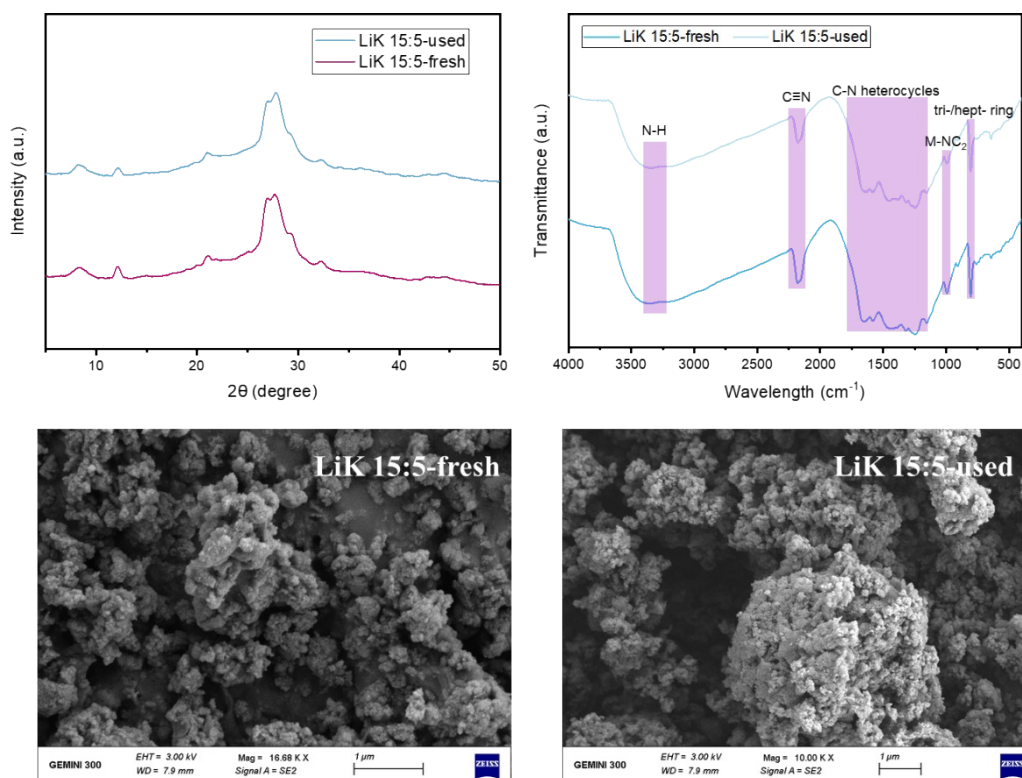 LiK 15:5-used
LiK 15:5-fresh
Intensity (a.u.)
10 20 30 40 50
2θ (degree)
LiK 15:5-fresh LiK 15:5-used
C≡N
C-N heterocycles
tri-/hept- ring
N-H
M-NC₂
Transmittance (a.u.)
4000 3500 3000 2500 2000 1500 1000 500
Wavelength (cm⁻¹)
LiK 15:5-fresh
GEMINI 300
EHT = 3.00 kV
WD = 7.9 mm
Mag = 16.68 K X
Signal A = SE2
1 µm
ZEISS
LiK 15:5-used
GEMINI 300
EHT = 3.00 kV
WD = 7.9 mm
Mag = 10.00 K X
Signal A = SE2
1 µm
ZEISS